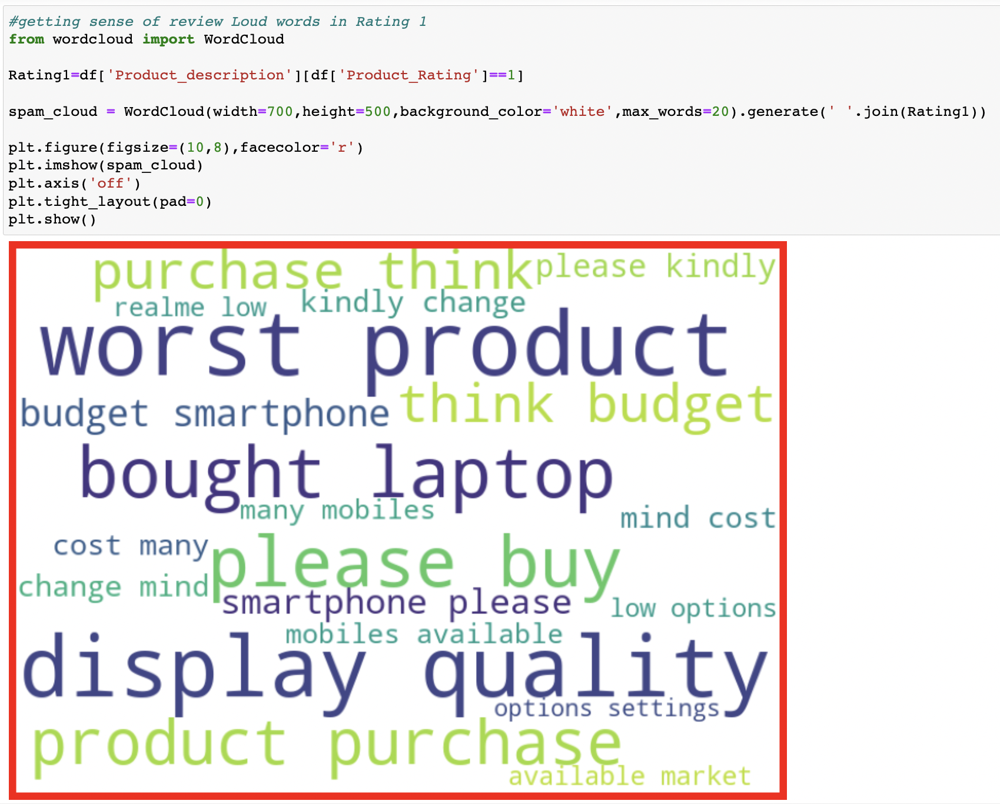 #getting sense of review Loud words in Rating 1
from wordcloud import WordCloud
Rating1=df['Product_description'][df['Product_Rating']==1]
spam_cloud = WordCloud(width=700,height=500,background_color='white',max_words=20).generate(' '.join(Rating1))
plt.figure(figsize=(10,8),facecolor='r')
plt.imshow(spam_cloud)
plt.axis('off')
plt.tight_layout(pad=0)
plt.show()
purchase think
please kindly
realme low
kindly change
worst product
budget smartphone
think budget
bought laptop
many mobiles
mind cost
cost many
please buy
change mind
smartphone please
low options
mobiles available
display quality
options settings
product purchase
available market